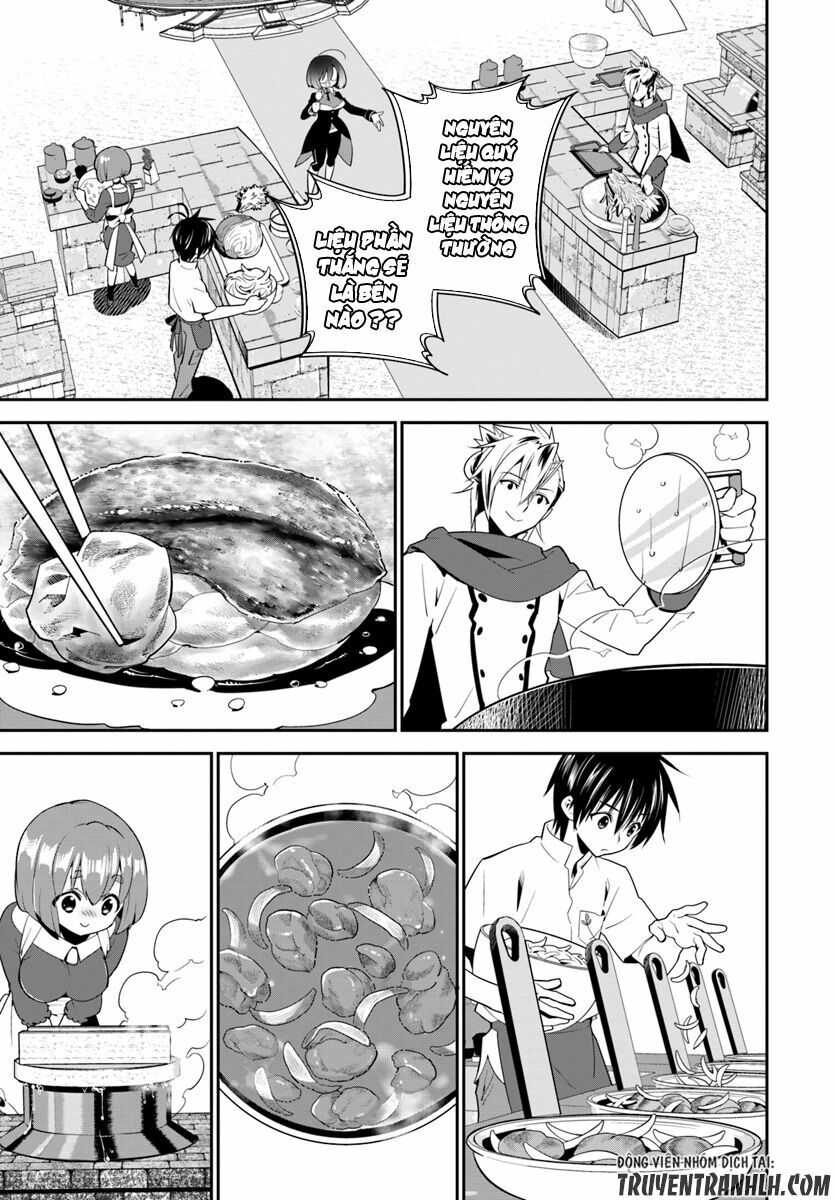 NGUYÊN
LIỆU QUÝ
HIẾM VS
NGUYÊN
LIỆU THÔNG
THƯỜNG
LIỆU PHẦN
THẮNG SẼ
LÀ BÊN
NÀO ??
ĐỘNG VIÊN NHÓM DỊCH TẠI:
TRUYENTRANHLH.COM